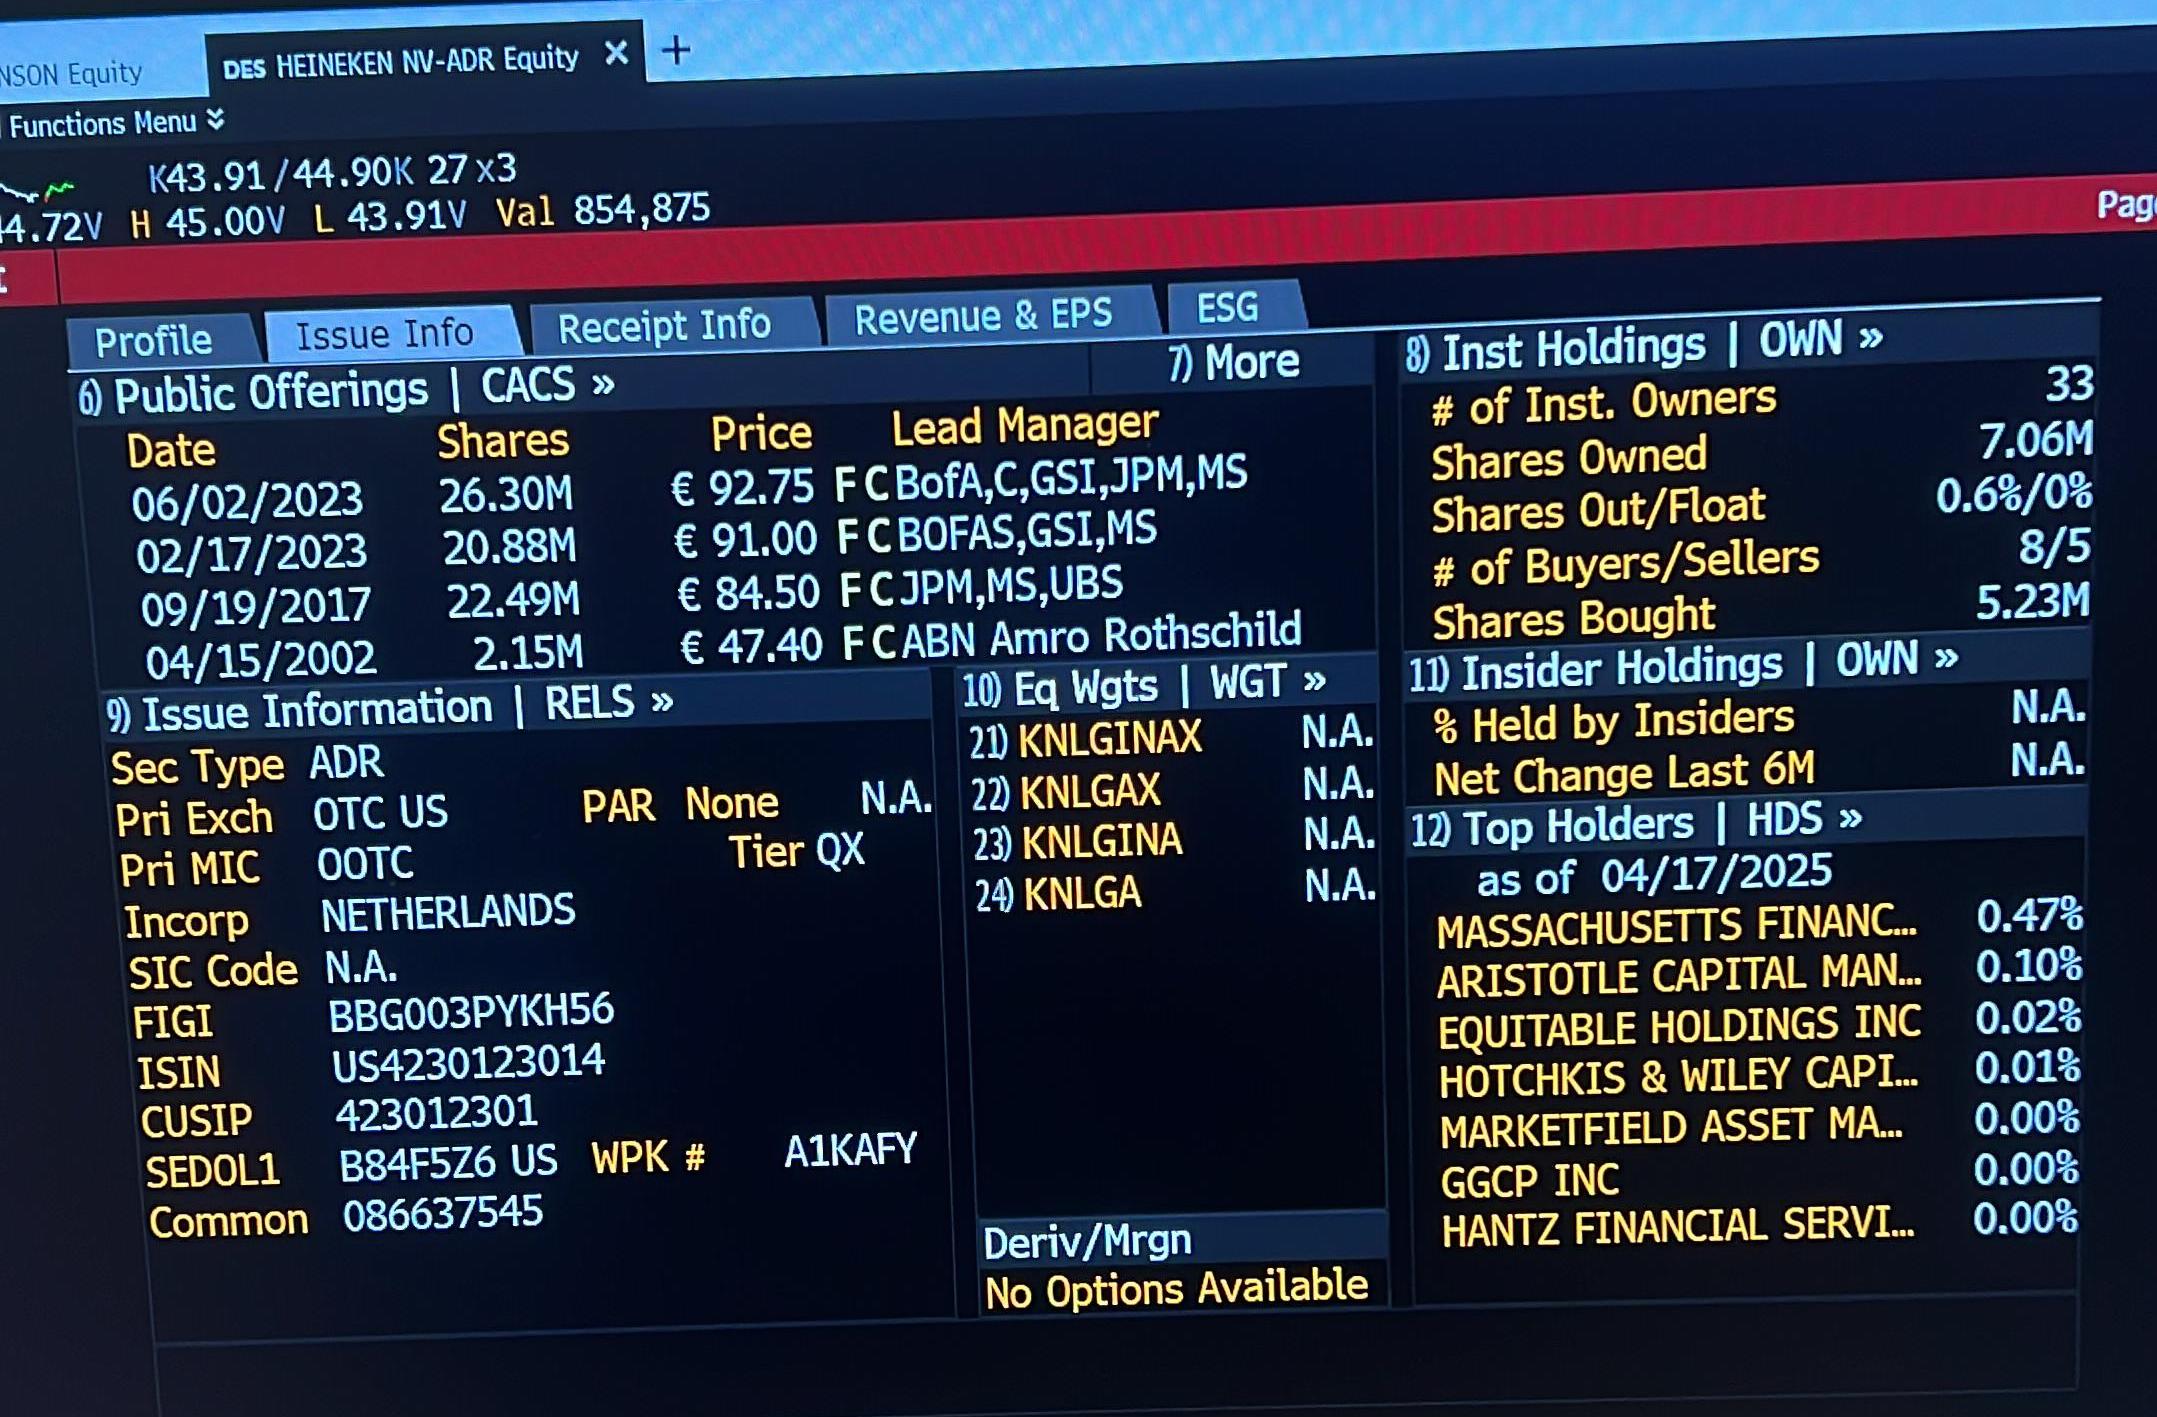 NSON Equity
DES HEINEKEN NV-ADR Equity × +
Functions Menu
K43.91/44.90K 27x3
4.72V H 45.00V L 43.91V Val 854,875
Pag
Profile Issue Info Receipt Info Revenue & EPS ESG
6) Public Offerings | CACS » 7) More
Date Shares Price Lead Manager
06/02/2023 26.30M € 92.75 F C BofA,C,GSI,JPM,MS
02/17/2023 20.88M € 91.00 F C BOFAS,GSI,MS
09/19/2017 22.49M € 84.50 F C JPM,MS,UBS
04/15/2002 2.15M € 47.40 F C ABN Amro Rothschild
8) Inst Holdings | OWN »
# of Inst. Owners 33
Shares Owned 7.06M
Shares Out/Float 0.6%/0%
# of Buyers/Sellers 8/5
Shares Bought 5.23M
9) Issue Information | RELS »
Sec Type ADR
Pri Exch OTC US PAR None N.A.
Pri MIC OOTC Tier QX
Incorp NETHERLANDS
SIC Code N.A.
FIGI BBG003PYKH56
ISIN US4230123014
CUSIP 423012301
SEDOL1 B84F5Z6 US WPK # A1KAFY
Common 086637545
10) Eq Wgts | WGT »
21) KNLGINAX N.A.
22) KNLGAX N.A.
23) KNLGINA N.A.
24) KNLGA N.A.
Deriv/Mrgn
No Options Available
11) Insider Holdings | OWN »
% Held by Insiders N.A.
Net Change Last 6M N.A.
12) Top Holders | HDS »
as of 04/17/2025
MASSACHUSETTS FINANC... 0.47%
ARISTOTLE CAPITAL MAN... 0.10%
EQUITABLE HOLDINGS INC 0.02%
HOTCHKIS & WILEY CAPI... 0.01%
MARKETFIELD ASSET MA... 0.00%
GGCP INC 0.00%
HANTZ FINANCIAL SERVI... 0.00%